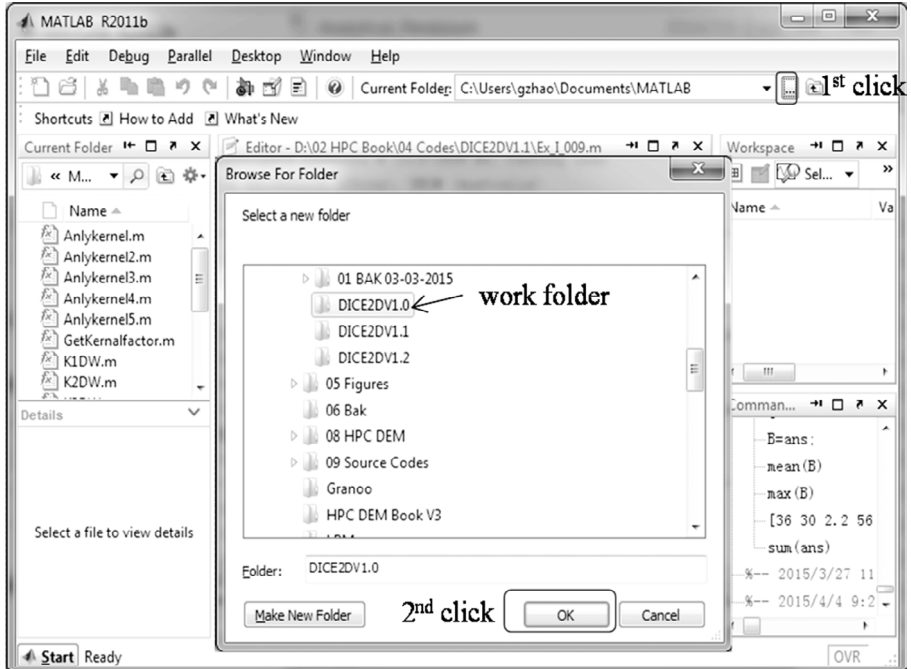 MATLAB R2011b
File Edit Debug Parallel Desktop Window Help
Current Folder: C:\Users\gzhao\Documents\MATLAB
1st click
Shortcuts How to Add What's New
Current Folder
Editor - D:\02 HPC Book\04 Codes\DICE2DV1.1\Ex_I_009.m
Workspace
« M...
Sel...
»
Name
Anlykernel.m
Anlykernel2.m
Anlykernel3.m
Anlykernel4.m
Anlykernel5.m
GetKernalfactor.m
K1DW.m
K2DW.m
Details
Select a file to view details
Browse For Folder
Select a new folder
01 BAK 03-03-2015
DICE2DV1.0
work folder
DICE2DV1.1
DICE2DV1.2
05 Figures
06 Bak
08 HPC DEM
09 Source Codes
Granoo
HPC DEM Book V3
Folder: DICE2DV1.0
Make New Folder
2nd click
OK
Cancel
Name Va
Comman...
B=ans;
mean(B)
max(B)
[36 30 2.2 56
sum(ans)
%-- 2015/3/27 11
%-- 2015/4/4 9:2
Start Ready
OVR